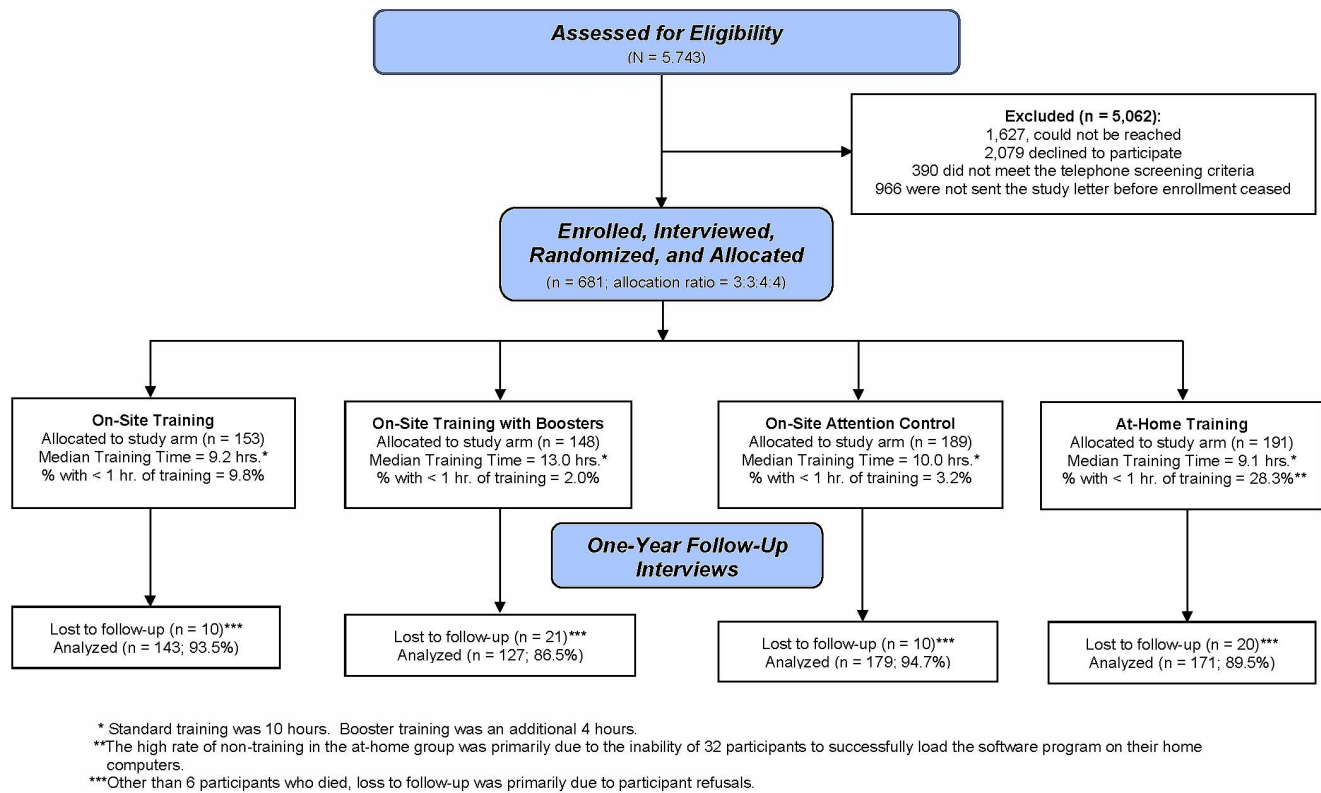 Assessed for Eligibility
(N = 5,743)
Excluded (n = 5,062):
1,627, could not be reached
2,079 declined to participate
390 did not meet the telephone screening criteria
966 were not sent the study letter before enrollment ceased
Enrolled, Interviewed,
Randomized, and Allocated
(n = 681; allocation ratio = 3:3:4:4)
On-Site Training
Allocated to study arm (n = 153)
Median Training Time = 9.2 hrs.*
% with < 1 hr. of training = 9.8%
On-Site Training with Boosters
Allocated to study arm (n = 148)
Median Training Time = 13.0 hrs.*
% with < 1 hr. of training = 2.0%
On-Site Attention Control
Allocated to study arm (n = 189)
Median Training Time = 10.0 hrs.*
% with < 1 hr. of training = 3.2%
At-Home Training
Allocated to study arm (n = 191)
Median Training Time = 9.1 hrs.*
% with < 1 hr. of training = 28.3%**
One-Year Follow-Up
Interviews
Lost to follow-up (n = 10)***
Analyzed (n = 143; 93.5%)
Lost to follow-up (n = 21)***
Analyzed (n = 127; 86.5%)
Lost to follow-up (n = 10)***
Analyzed (n = 179; 94.7%)
Lost to follow-up (n = 20)***
Analyzed (n = 171; 89.5%)
* Standard training was 10 hours.  Booster training was an additional 4 hours.
**The high rate of non-training in the at-home group was primarily due to the inability of 32 participants to successfully load the software program on their home
computers.
***Other than 6 participants who died, loss to follow-up was primarily due to participant refusals.